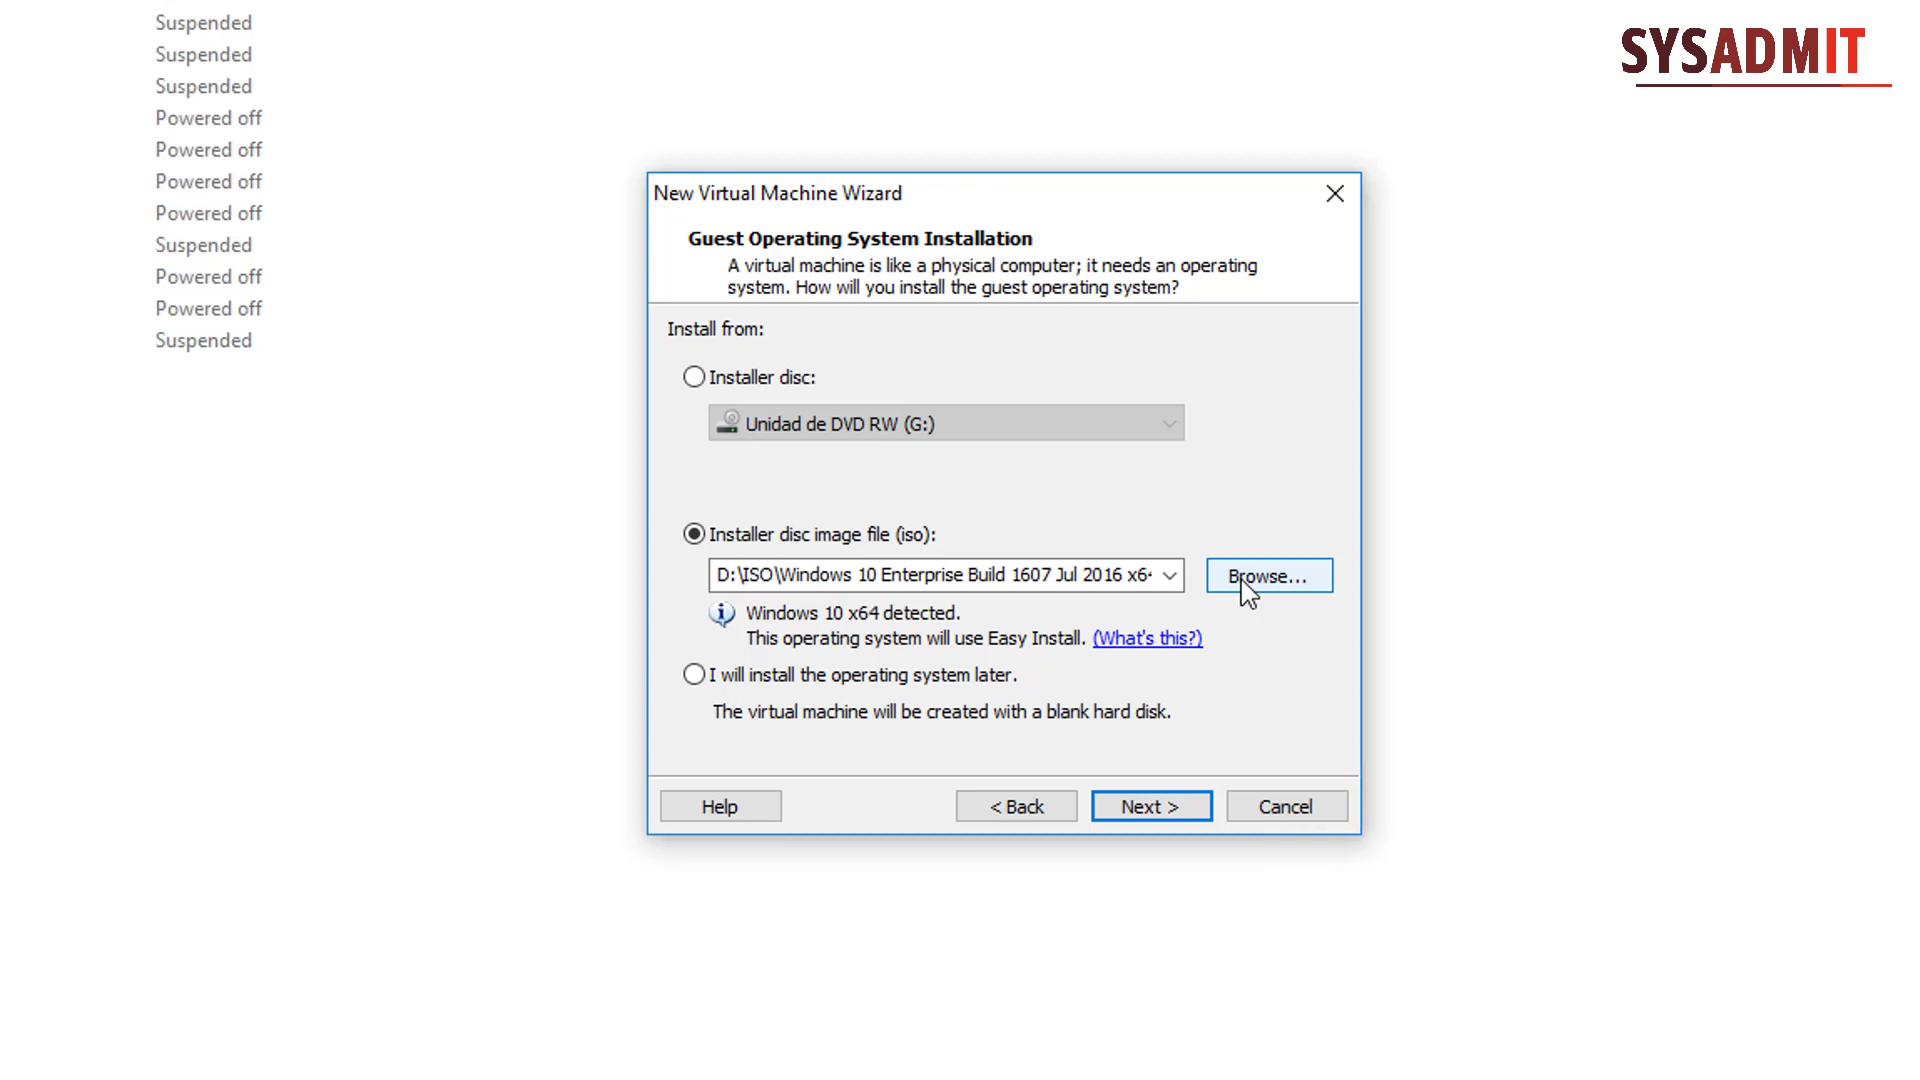 Suspended
Suspended
Suspended
Powered off
Powered off
Powered off
Powered off
Suspended
Powered off
Powered off
Suspended
SYSADMIT
New Virtual Machine Wizard
Guest Operating System Installation
A virtual machine is like a physical computer; it needs an operating
system. How will you install the guest operating system?
Install from:
Installer disc:
Unidad de DVD RW (G:)
Installer disc image file (iso):
D:\ISO\Windows 10 Enterprise Build 1607 Jul 2016 x64
Browse...
Windows 10 x64 detected.
This operating system will use Easy Install. (What's this?)
I will install the operating system later.
The virtual machine will be created with a blank hard disk.
Help
< Back
Next >
Cancel